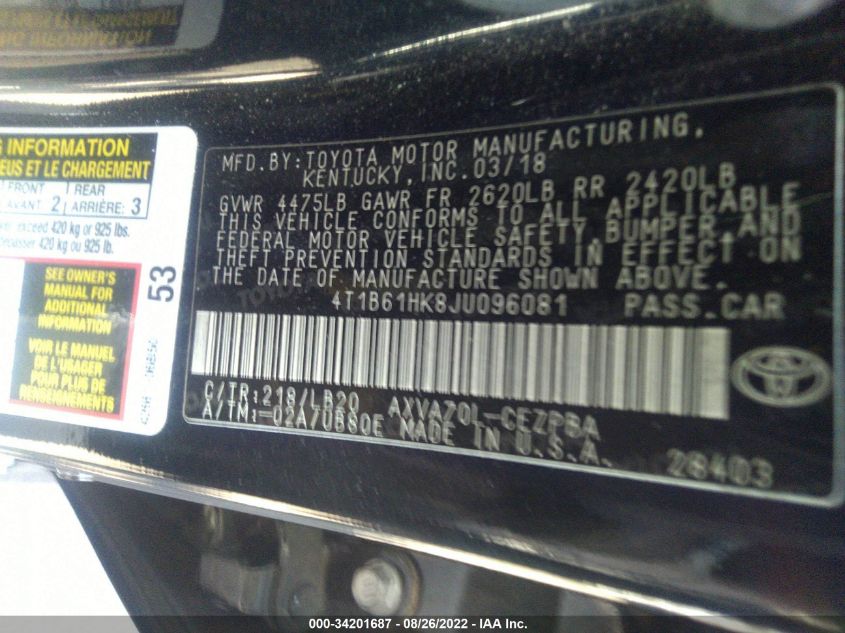 G INFORMATION
EUS ET LE CHARGEMENT
FRONT
AVANT 2
REAR
ARRIÈRE: 3
exceed 420 kg or 925 lbs.
420 kg ou 925 lb.
SEE OWNER'S
MANUAL FOR
ADDITIONAL
INFORMATION
VOIR LE MANUEL
DE L'USAGER
POUR PLUS DE
RENSEIGNEMENTS
53
MFD.BY:TOYOTA MOTOR MANUFACTURING,
KENTUCKY, INC.03/18
GVWR 4475LB GAWR FR 2620LB RR 2420LB
THIS VEHICLE CONFORMS TO ALL APPLICABLE
FEDERAL MOTOR VEHICLE SAFETY, BUMPER, AND
THEFT PREVENTION STANDARDS IN EFFECT ON
THE DATE OF MANUFACTURE SHOWN ABOVE.
4T1B61HK8JU096081 PASS.CAR
C/TR:218/LB20 AXVA70L-CEZPBA
A/TM:-02A/UB80E MADE IN U.S.A.
28403
000-34201687 - 08/26/2022 - IAA Inc.